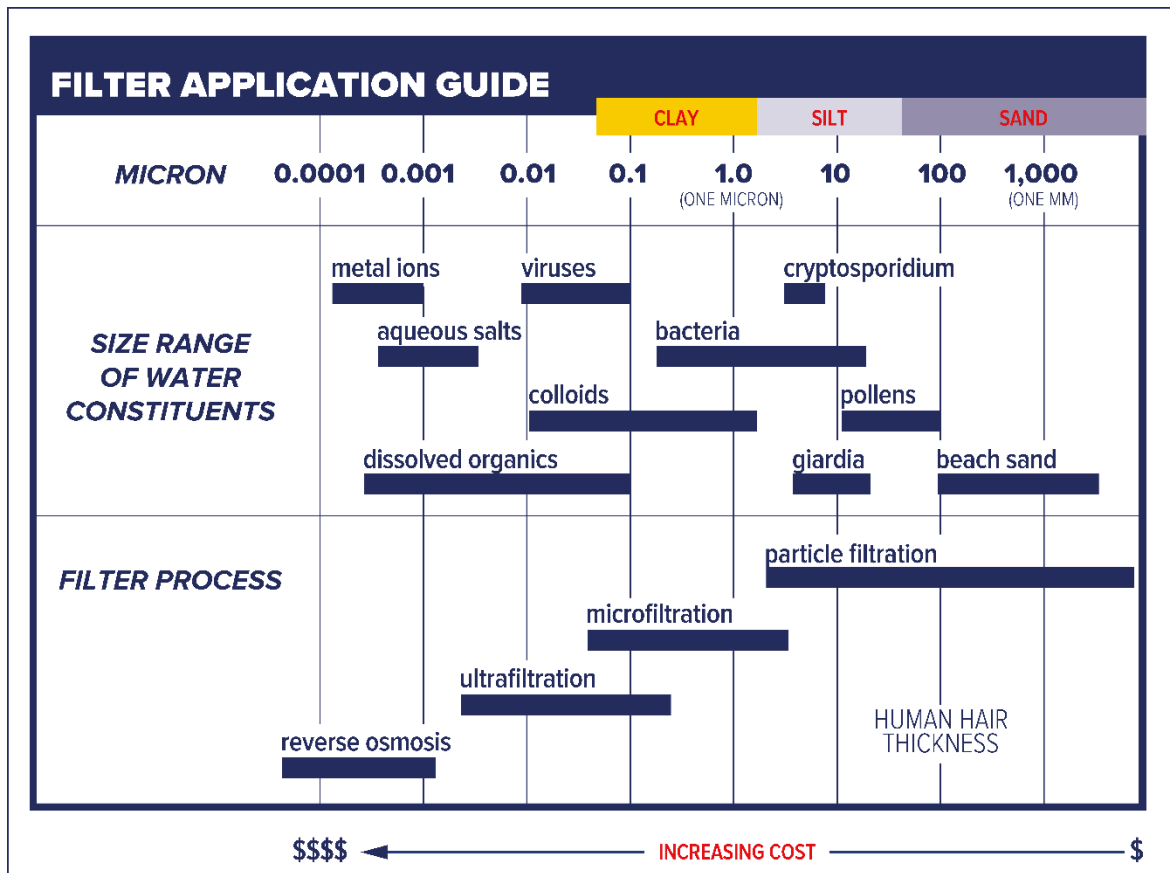 FILTER APPLICATION GUIDE
CLAY SILT SAND
MICRON 0.0001 0.001 0.01 0.1 1.0 10 100 1,000
(ONE MICRON) (ONE MM)
metal ions viruses cryptosporidium
SIZE RANGE
OF WATER
CONSTITUENTS
aqueous salts bacteria
colloids pollens
dissolved organics giardia beach sand
FILTER PROCESS
particle filtration
microfiltration
ultrafiltration
HUMAN HAIR
THICKNESS
reverse osmosis
$$$$ INCREASING COST $